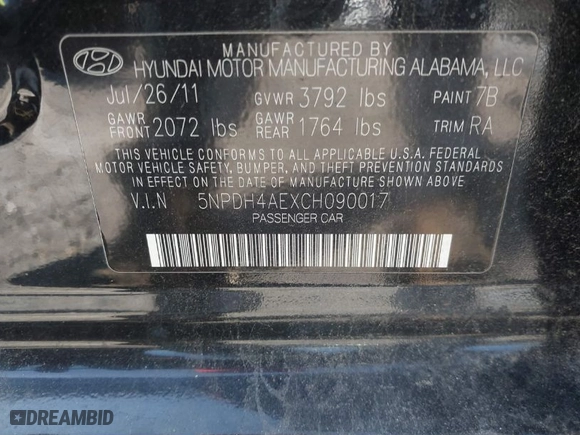 MANUFACTURED BY
HYUNDAI MOTOR MANUFACTURING ALABAMA, LLC
Jul/26/11 GVWR 3792 lbs PAINT 7B
GAWR FRONT 2072 lbs GAWR REAR 1764 lbs TRIM RA
THIS VEHICLE CONFORMS TO ALL APPLICABLE U.S.A. FEDERAL
MOTOR VEHICLE SAFETY, BUMPER, AND THEFT PREVENTION
STANDARDS IN EFFECT ON THE DATE OF MANUFACTURE SHOWN ABOVE.
V.I.N 5NPDH4AEXCH090017
PASSENGER CAR
DREAMBID